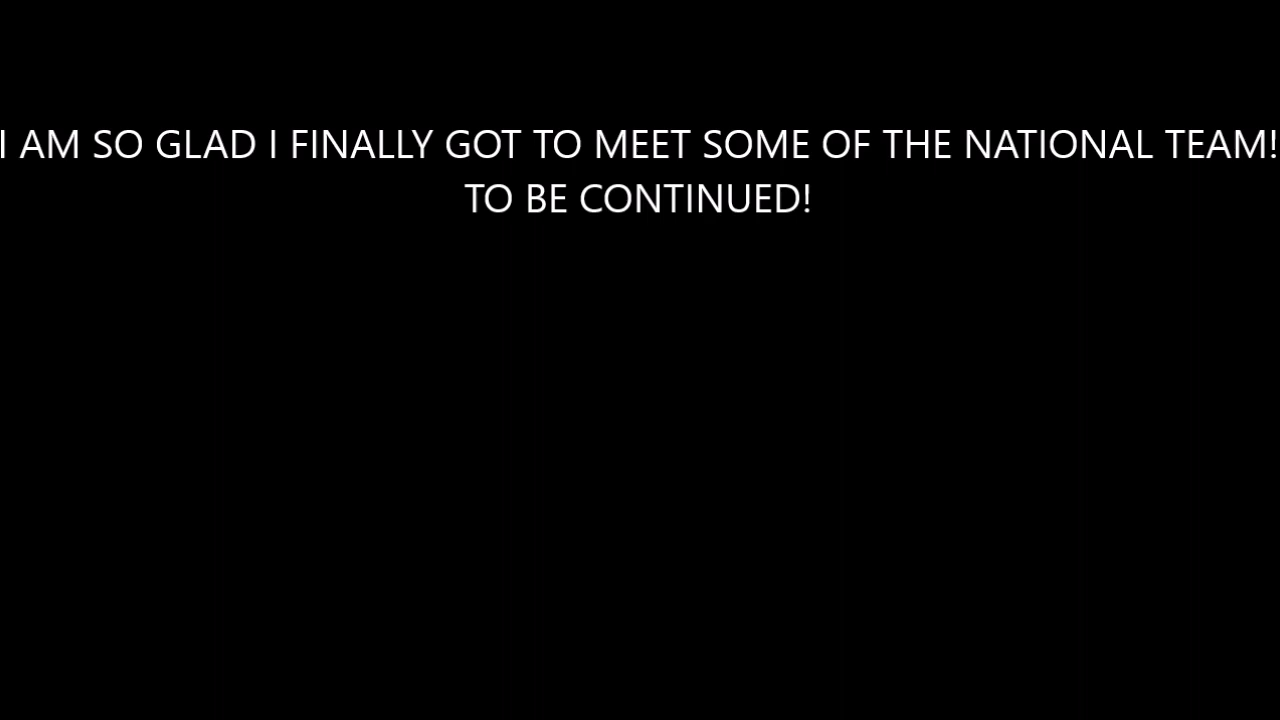 I AM SO GLAD I FINALLY GOT TO MEET SOME OF THE NATIONAL TEAM!
TO BE CONTINUED!